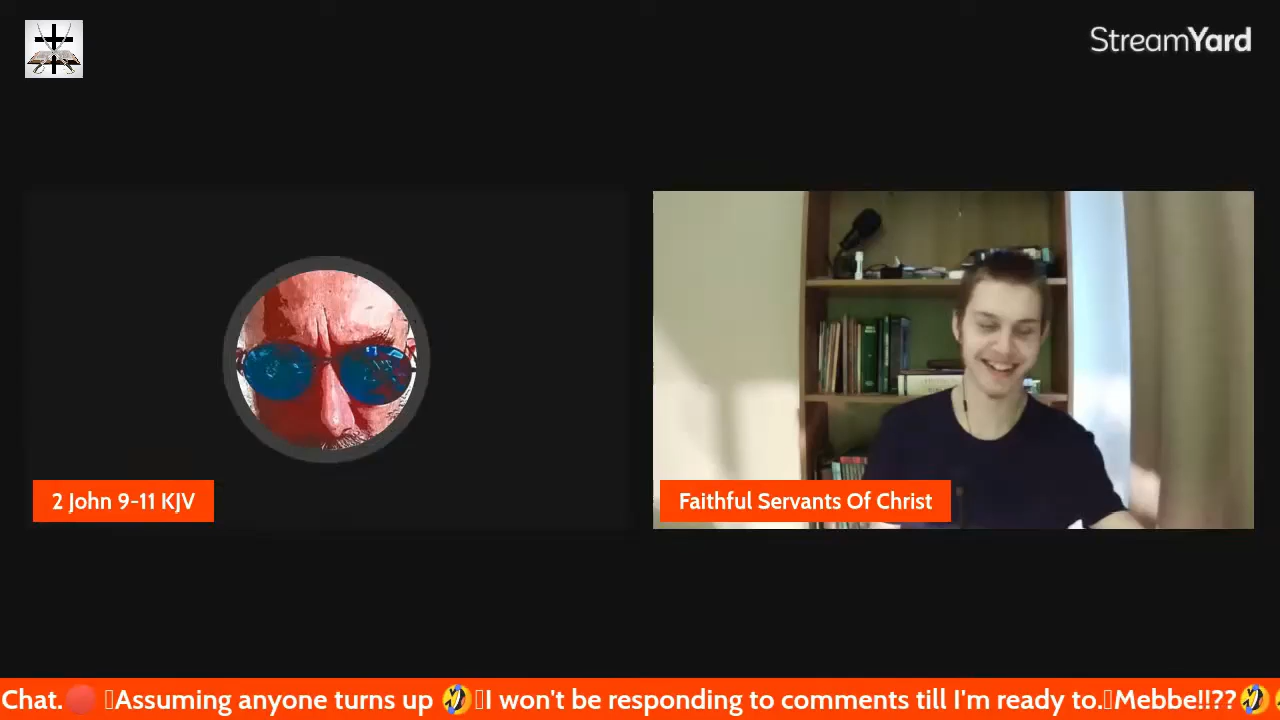 StreamYard
2 John 9-11 KJV
Faithful Servants Of Christ
Chat.🔴 Assuming anyone turns up 🤣I won't be responding to comments till I'm ready to.Mebbe!!??🤣